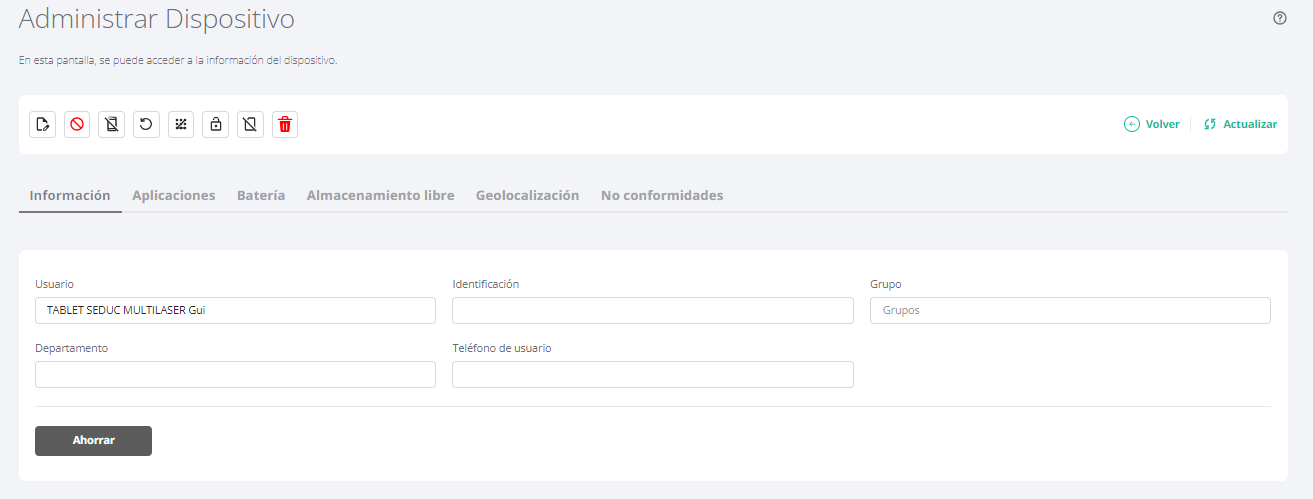 Administrar Dispositivo
En esta pantalla, se puede acceder a la información del dispositivo.
Volver
Actualizar
Información
Aplicaciones
Batería
Almacenamiento libre
Geolocalización
No conformidades
Usuario
Identificación
Grupo
TABLET SEDUC MULTILASER Gui
Grupos
Departamento
Teléfono de usuario
Ahorrar